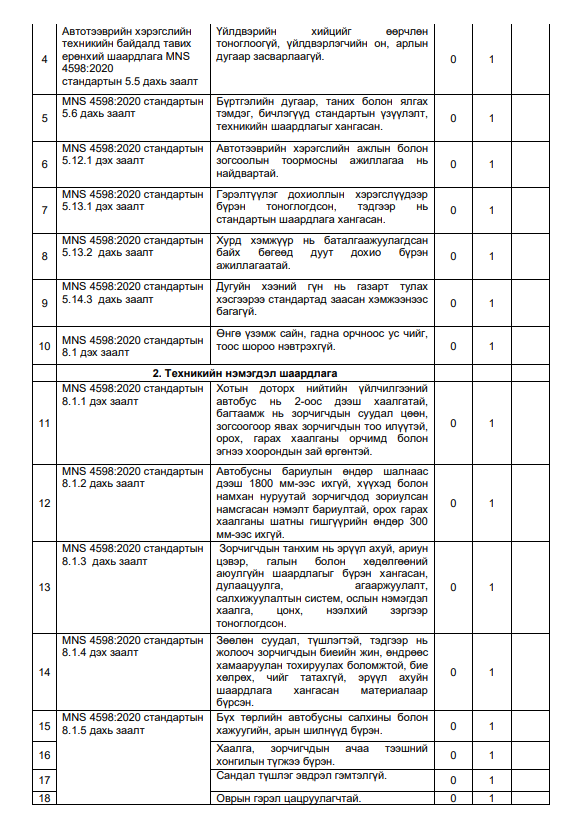 4
Автотээврийн хэрэгслийн
техникийн байдалд тавих
ерөнхий шаардлага MNS
4598:2020
стандартын 5.5 дахь заалт
Үйлдвэрийн хийцийг өөрчлөн
тоноглоогүй, үйлдвэрлэгчийн он, арлын
дугаар засварлаагүй.
0
1
5
MNS 4598:2020 стандартын
5.6 дахь заалт
Бүртгэлийн дугаар, таних болон ялгах
тэмдэг, бичлэгүүд стандартын үзүүлэлт,
техникийн шаардлагыг хангасан.
0
1
6
MNS 4598:2020 стандартын
5.12.1 дэх заалт
Автотээврийн хэрэгслийн ажлын болон
зогсоолын тоормосны ажиллагаа нь
найдвартай.
0
1
7
MNS 4598:2020 стандартын
5.13.1 дэх заалт
Гэрэлтүүлэг дохиоллын хэрэгслүүдээр
бүрэн тоноглогдсон, тэдгээр нь
стандартын шаардлага хангасан.
0
1
8
MNS 4598:2020 стандартын
5.13.2 дахь заалт
Хурд хэмжүүр нь баталгаажуулагдсан
байх бөгөөд дуут дохио бүрэн
ажиллагаатай.
0
1
9
MNS 4598:2020 стандартын
5.14.3 дахь заалт
Дугуйн хээний гүн нь газарт тулах
хэсгээрээ стандартад заасан хэмжээнээс
багагүй.
0
1
10
MNS 4598:2020 стандартын
8.1 дэх заалт
Өнгө үзэмж сайн, гадна орчноос ус чийг,
тоос шороо нэвтрэхгүй.
0
1
2. Техникийн нэмэгдэл шаардлага
11
MNS 4598:2020 стандартын
8.1.1 дэх заалт
Хотын доторх нийтийн үйлчилгээний
автобус нь 2-оос дээш хаалгатай,
багтаамж нь зорчигчдын суудал цөөн,
зогсоогоор явах зорчигчдын тоо илүүтэй,
орох, гарах хаалганы орчимд болон
эгнээ хоорондын зай өргөнтэй.
0
1
12
MNS 4598:2020 стандартын
8.1.2 дахь заалт
Автобусны бариулын өндөр шалнаас
дээш 1800 мм-ээс ихгүй, хүүхэд болон
намхан нуруутай зорчигчдод зориулсан
намсгасан нэмэлт бариултай, орох гарах
хаалганы шатны гишгүүрийн өндөр 300
мм-ээс ихгүй.
0
1
13
MNS 4598:2020 стандартын
8.1.3 дахь заалт
Зорчигчдын танхим нь эрүүл ахуй, ариун
цэвэр, галын болон хөдөлгөөний
аюулгүйн шаардлагыг бүрэн хангасан,
дулаацуулга, агааржуулалт,
салхижуулалтын систем, ослын нэмэгдэл
хаалга, цонх, нээлхий зэргээр
тоноглогдсон.
0
1
14
MNS 4598:2020 стандартын
8.1.4 дэх заалт
Зөөлөн суудал, түшлэгтэй, тэдгээр нь
жолооч зорчигчдын биеийн жин, өндрөөс
хамааруулан тохируулах боломжтой, бие
хөлрөх, чийг татахгүй, эрүүл ахуйн
шаардлага хангасан материалаар
бүрсэн.
0
1
15
MNS 4598:2020 стандартын
8.1.5 дахь заалт
Бүх төрлийн автобусны салхины болон
хажуугийн, арын шилнүүд бүрэн.
0
1
16
Хаалга, зорчигчдын ачаа тээшний
хонгилын түгжээ бүрэн.
0
1
17
Сандал түшлэг эвдрэл гэмтэлгүй.
0
1
18
Оврын гэрэл цацруулагчтай.
0
1